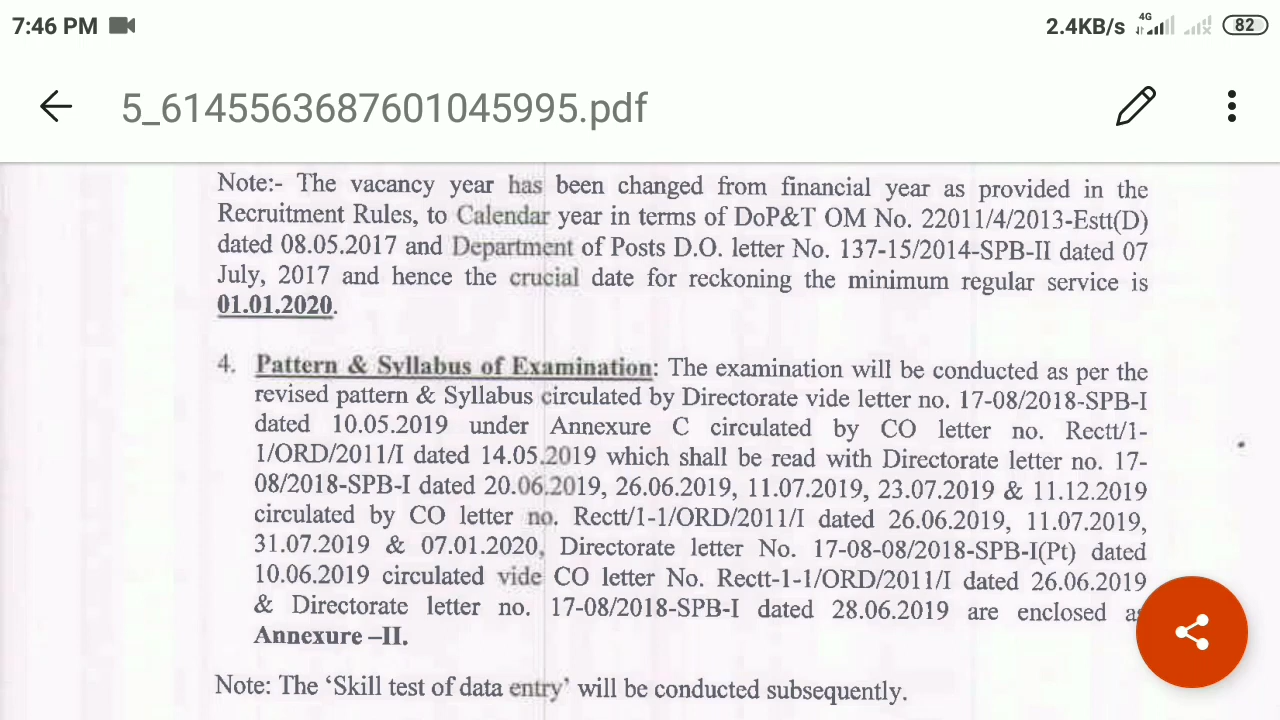 7:46 PM 2.4KB/s 4G 82
5_6145563687601045995.pdf
Note:- The vacancy year has been changed from financial year as provided in the
Recruitment Rules, to Calendar year in terms of DoP&T OM No. 22011/4/2013-Estt(D)
dated 08.05.2017 and Department of Posts D.O. letter No. 137-15/2014-SPB-II dated 07
July, 2017 and hence the crucial date for reckoning the minimum regular service is
01.01.2020.
4. Pattern & Syllabus of Examination: The examination will be conducted as per the
revised pattern & Syllabus circulated by Directorate vide letter no. 17-08/2018-SPB-I
dated 10.05.2019 under Annexure C circulated by CO letter no. Rectt/1-
1/ORD/2011/I dated 14.05.2019 which shall be read with Directorate letter no. 17-
08/2018-SPB-I dated 20.06.2019, 26.06.2019, 11.07.2019, 23.07.2019 & 11.12.2019
circulated by CO letter no. Rectt/1-1/ORD/2011/I dated 26.06.2019, 11.07.2019,
31.07.2019 & 07.01.2020, Directorate letter No. 17-08-08/2018-SPB-I(Pt) dated
10.06.2019 circulated vide CO letter No. Rectt-1-1/ORD/2011/I dated 26.06.2019
& Directorate letter no. 17-08/2018-SPB-I dated 28.06.2019 are enclosed as
Annexure –II.
Note: The ‘Skill test of data entry’ will be conducted subsequently.